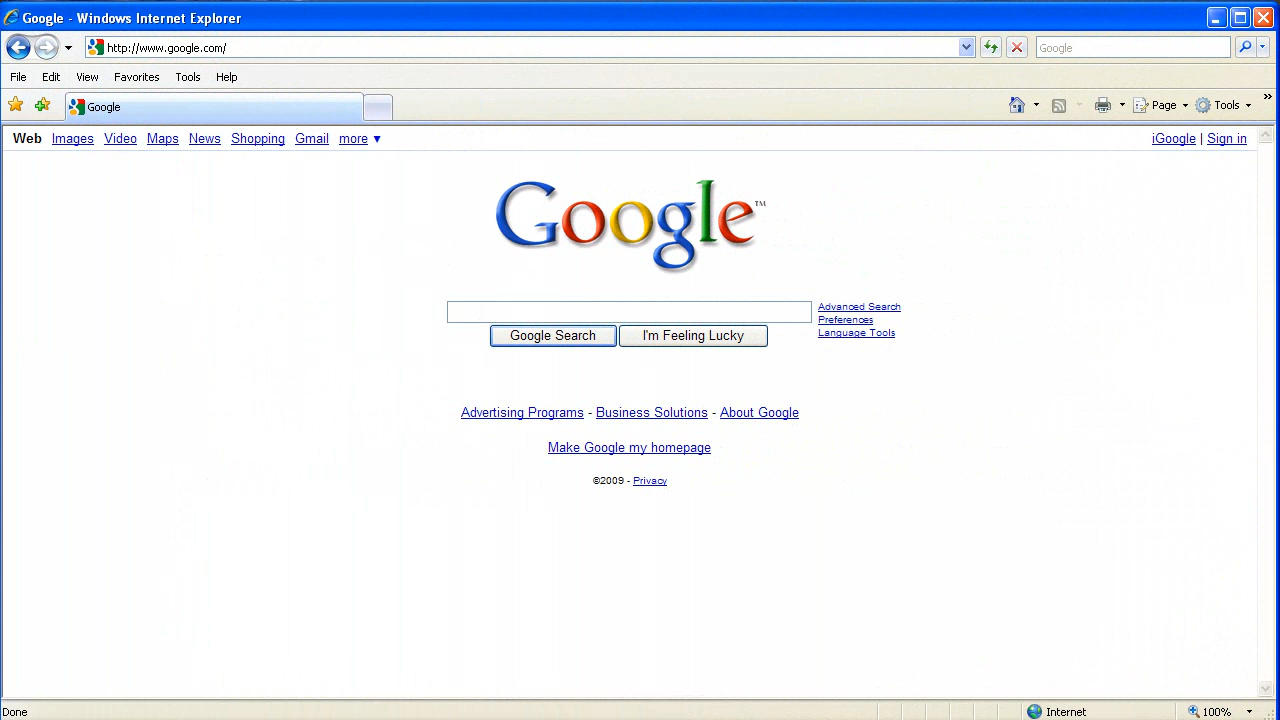 Google - Windows Internet Explorer
http://www.google.com/
Google
File Edit View Favorites Tools Help
Google
Page Tools
Web Images Video Maps News Shopping Gmail more ▼
iGoogle | Sign in
Google™
Advanced Search
Preferences
Language Tools
Google Search I'm Feeling Lucky
Advertising Programs - Business Solutions - About Google
Make Google my homepage
©2009 - Privacy
Done Internet 100%